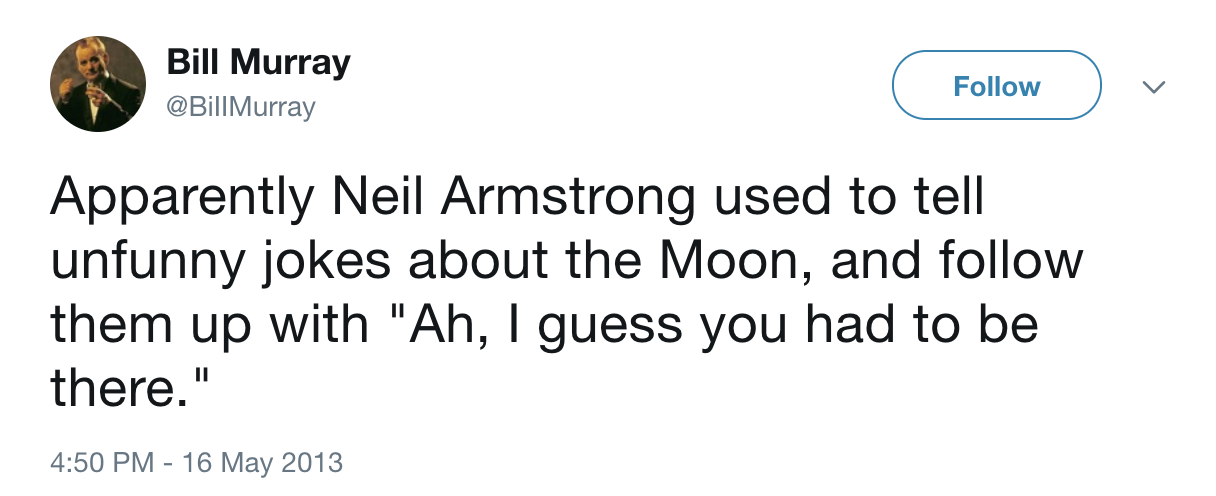 Bill Murray
@BillMurray
Follow
Apparently Neil Armstrong used to tell
unfunny jokes about the Moon, and follow
them up with "Ah, I guess you had to be
there."
4:50 PM - 16 May 2013